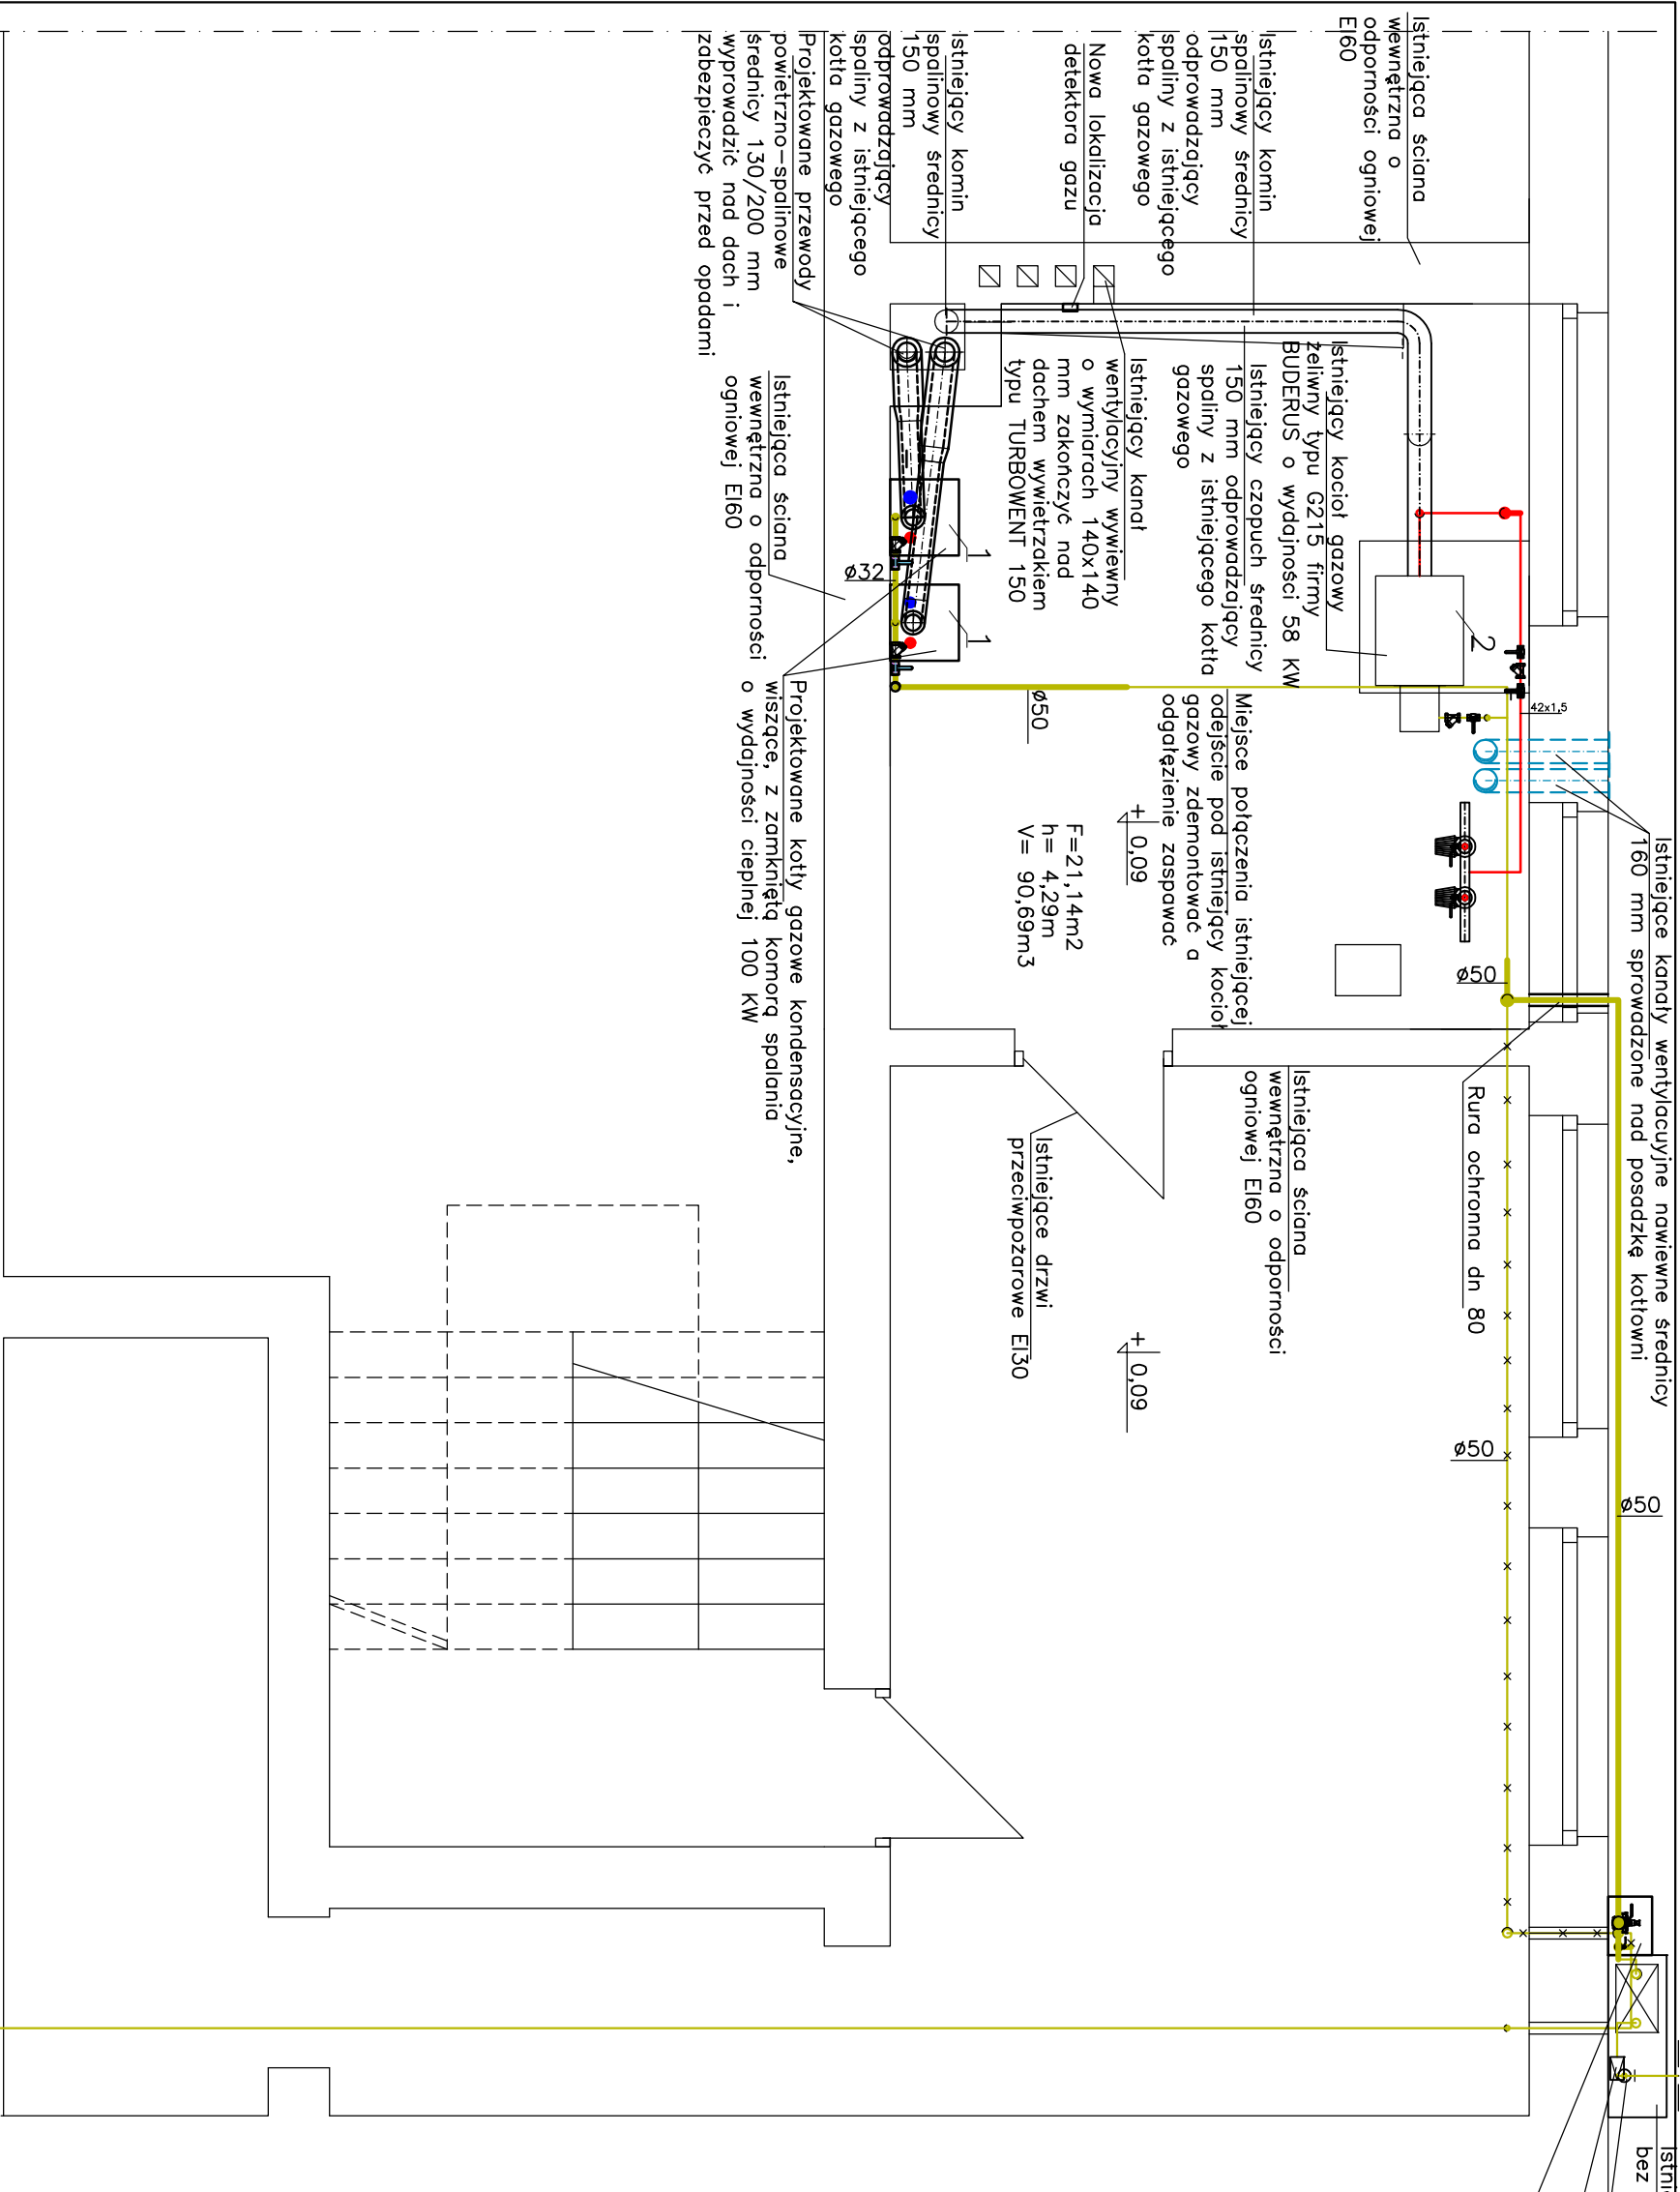 Istniejąca ściana
wewnętrzna o
odporności ogniowej
EI60
Istniejący komin
spalinowy średnicy
150 mm
odprowadzający
spaliny z istniejącego
kotła gazowego
Nowa lokalizacja
detektora gazu
Istniejący komin
spalinowy średnicy
150 mm
odprowadzający
spaliny z istniejącego
kotła gazowego
Projektowane przewody
powietrzno-spalinowe
średnicy 130/200 mm
wyprowadzić nad dach i
zabezpieczyć przed opadami
Istniejący kocioł gazowy
żeliwny typu G215 firmy
BUDERUS o wydajności 58 KW
Istniejący czopuch średnicy
150 mm odprowadzający
spaliny z istniejącego kotła
gazowego
Istniejący kanał
wentylacyjny wywiewny
o wymiarach 140x140
mm zakończyć nad
dachem wywietrzakiem
typu TURBOWENT 150
Istniejąca ściana
wewnętrzna o odporności
ogniowej EI60
1
1
2
ø32
ø50
42x1,5
Miejsce połączenia istniejącej
odejście pod istniejący kocioł
gazowy zdemontować a
odgałęzienie zaspawać
+ 0,09
F=21,14m2
h= 4,29m
V= 90,69m3
Projektowane kotły gazowe kondensacyjne,
wiszące, z zamkniętą komorą spalania
o wydajności cieplnej 100 KW
Istniejące kanały wentylacyjne nawiewne średnicy
160 mm sprowadzone nad posadzkę kotłowni
ø50
Rura ochronna dn 80
Istniejąca ściana
wewnętrzna o odporności
ogniowej EI60
Istniejące drzwi
przeciwpożarowe EI30
+ 0,09
ø50
ø50
bez